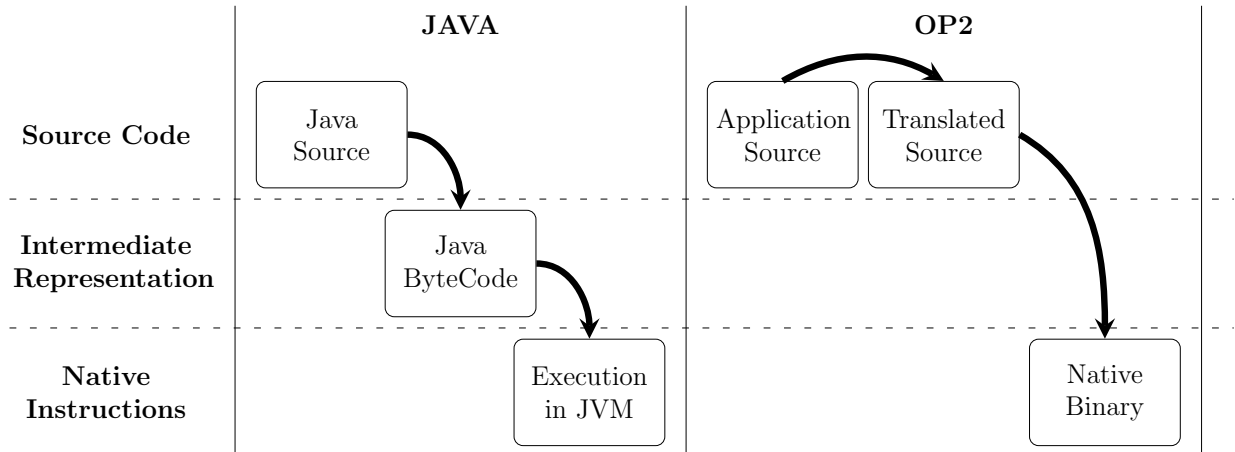 JAVA
OP2
Source Code
Java
Source
Application
Source
Translated
Source
Intermediate
Representation
Java
ByteCode
Native
Instructions
Execution
in JVM
Native
Binary